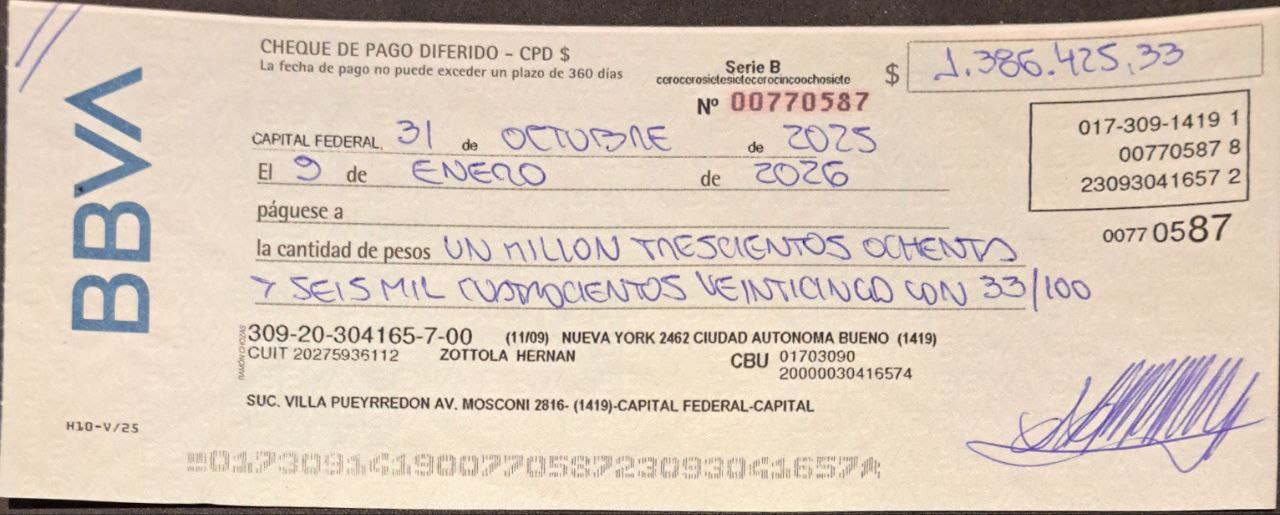 BBVA
CHEQUE DE PAGO DIFERIDO - CPD $
La fecha de pago no puede exceder un plazo de 360 días
Serie B
cerocerosietesietecerocincoochosiete
Nº 00770587
$ 1.386.425,33
017-309-1419 1
00770587 8
23093041657 2
0077 0587
CAPITAL FEDERAL, 31 de OCTUBRE de 2025
El 9 de ENERO de 2026
páguese a
la cantidad de pesos UN MILLON TRESCIENTOS OCHENTA
Y SEIS MIL CUATROCIENTOS VEINTICINCO CON 33/100
RAMÓN CHOZAS
309-20-304165-7-00 (11/09) NUEVA YORK 2462 CIUDAD AUTONOMA BUENO (1419)
CUIT 20275936112 ZOTTOLA HERNAN CBU 01703090
20000030416574
SUC. VILLA PUEYRREDON AV. MOSCONI 2816- (1419)-CAPITAL FEDERAL-CAPITAL
H10-V/25
01730914190077058723093041657